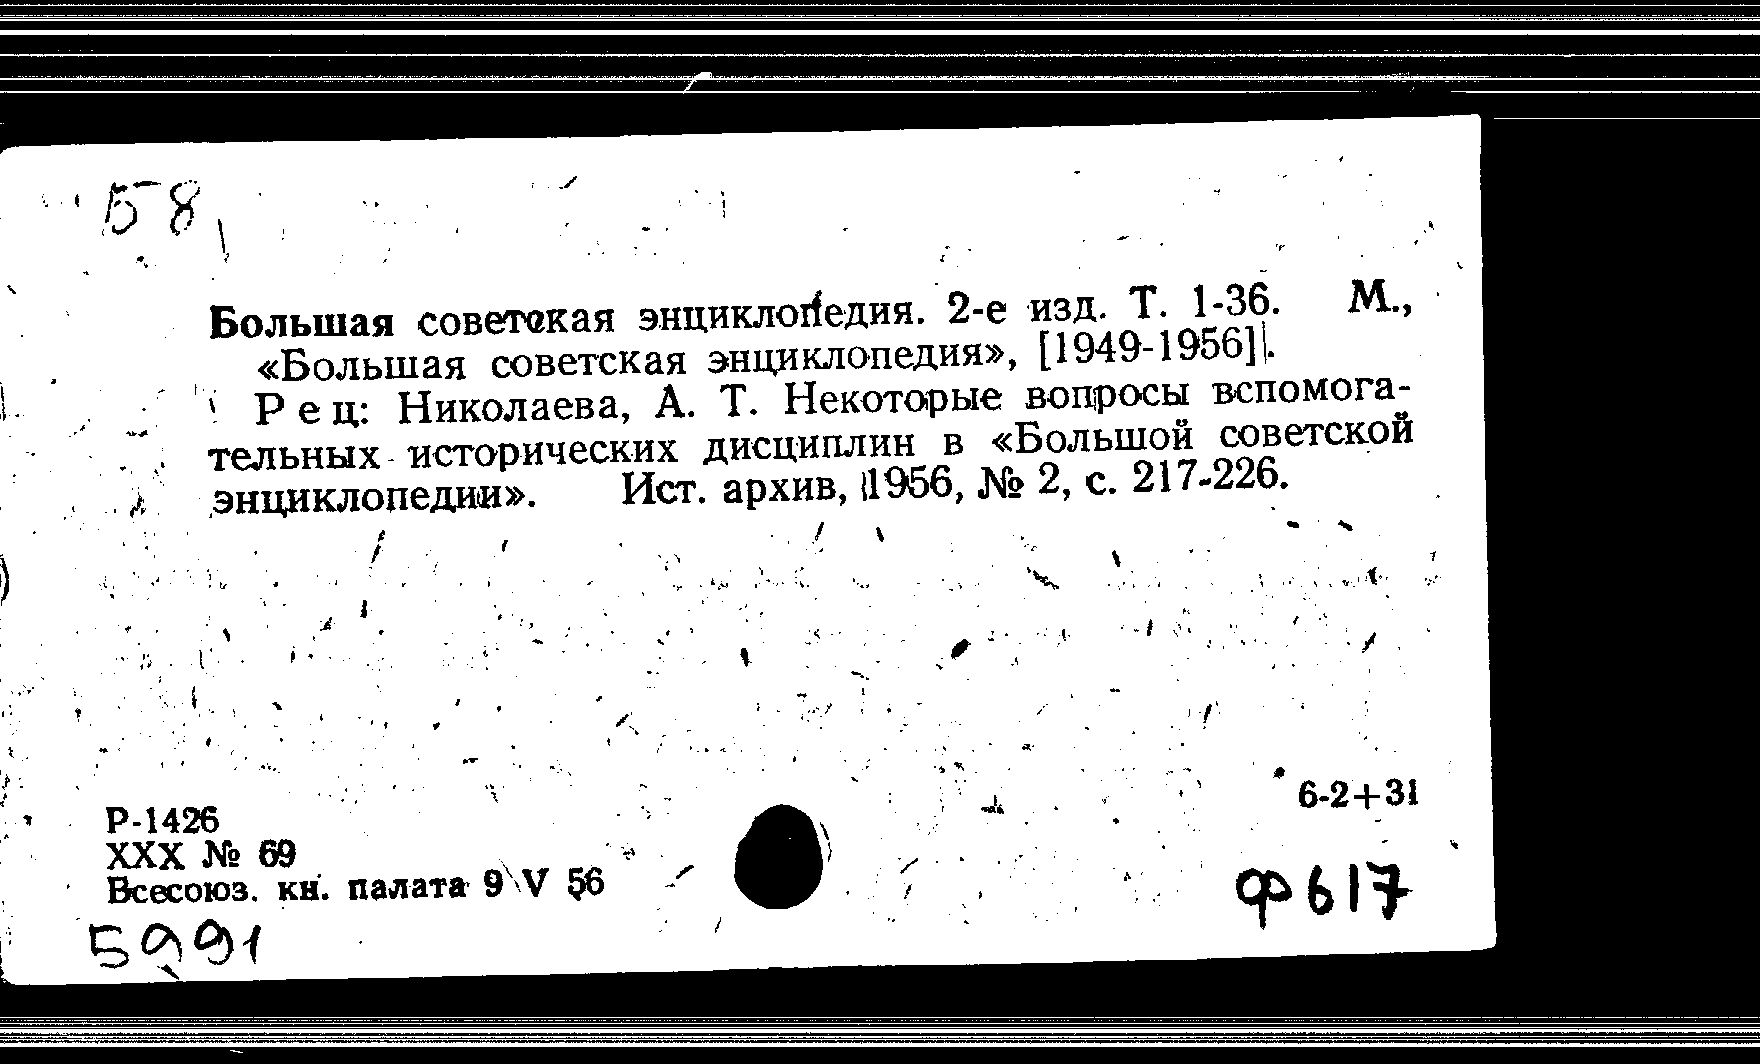 58
Большая советская энциклопедия. 2-е изд. Т. 1-36. М.,
«Большая советская энциклопедия», [1949-1956].
Рец: Николаева, А. Т. Некоторые вопросы вспомога-
тельных исторических дисциплин в «Большой советской
энциклопедии». Ист. архив, 1956, № 2, с. 217-226.
6-2+31
Р-1426
XXX № 69
Всесоюз. кн. палата 9 V 56
ф617
5991